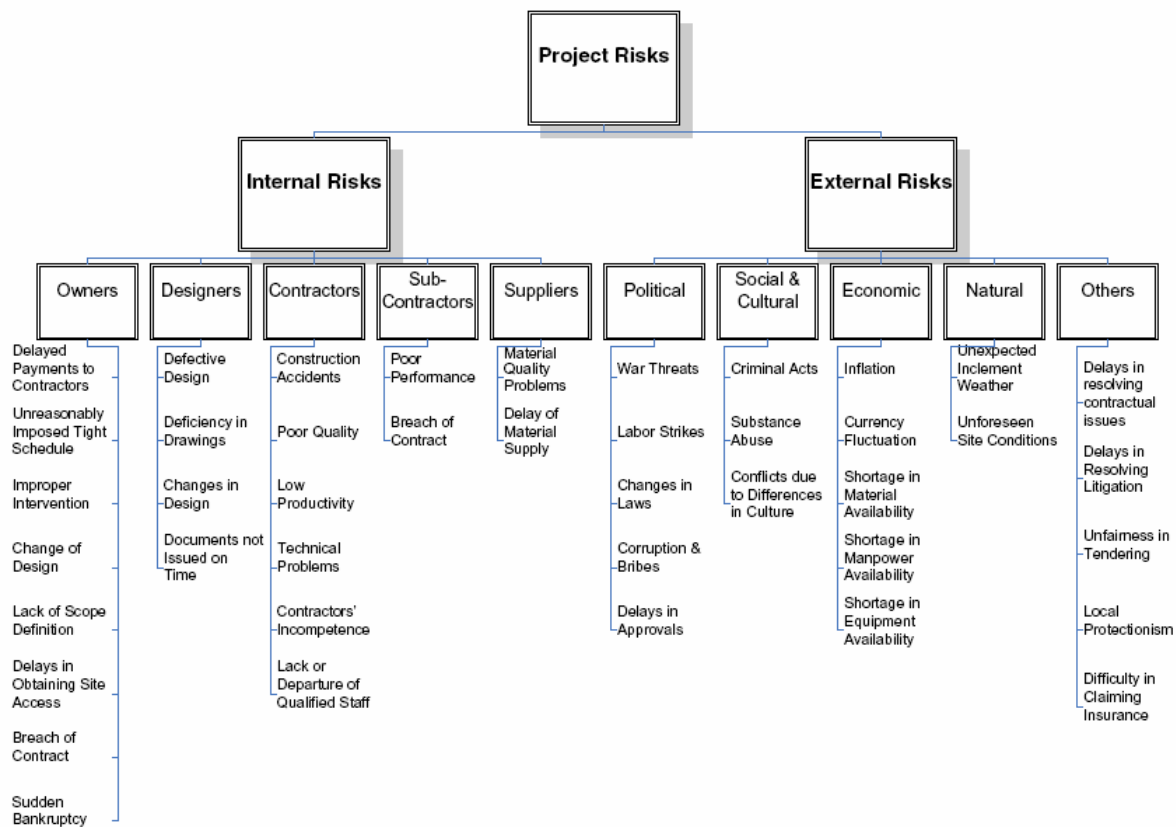 Project Risks
Internal Risks
External Risks
Owners
Designers
Contractors
Sub-
Contractors
Suppliers
Political
Social &
Cultural
Economic
Natural
Others
Delayed
Payments to
Contractors
Unreasonably
Imposed Tight
Schedule
Improper
Intervention
Change of
Design
Lack of Scope
Definition
Delays in
Obtaining Site
Access
Breach of
Contract
Sudden
Bankruptcy
Defective
Design
Deficiency in
Drawings
Changes in
Design
Documents not
Issued on
Time
Construction
Accidents
Poor Quality
Low
Productivity
Technical
Problems
Contractors'
Incompetence
Lack or
Departure of
Qualified Staff
Poor
Performance
Breach of
Contract
Material
Quality
Problems
Delay of
Material
Supply
War Threats
Labor Strikes
Changes in
Laws
Corruption &
Bribes
Delays in
Approvals
Criminal Acts
Substance
Abuse
Conflicts due
to Differences
in Culture
Inflation
Currency
Fluctuation
Shortage in
Material
Availability
Shortage in
Manpower
Availability
Shortage in
Equipment
Availability
Unexpected
Inclement
Weather
Unforeseen
Site Conditions
Delays in
resolving
contractual
issues
Delays in
Resolving
Litigation
Unfairness in
Tendering
Local
Protectionism
Difficulty in
Claiming
Insurance